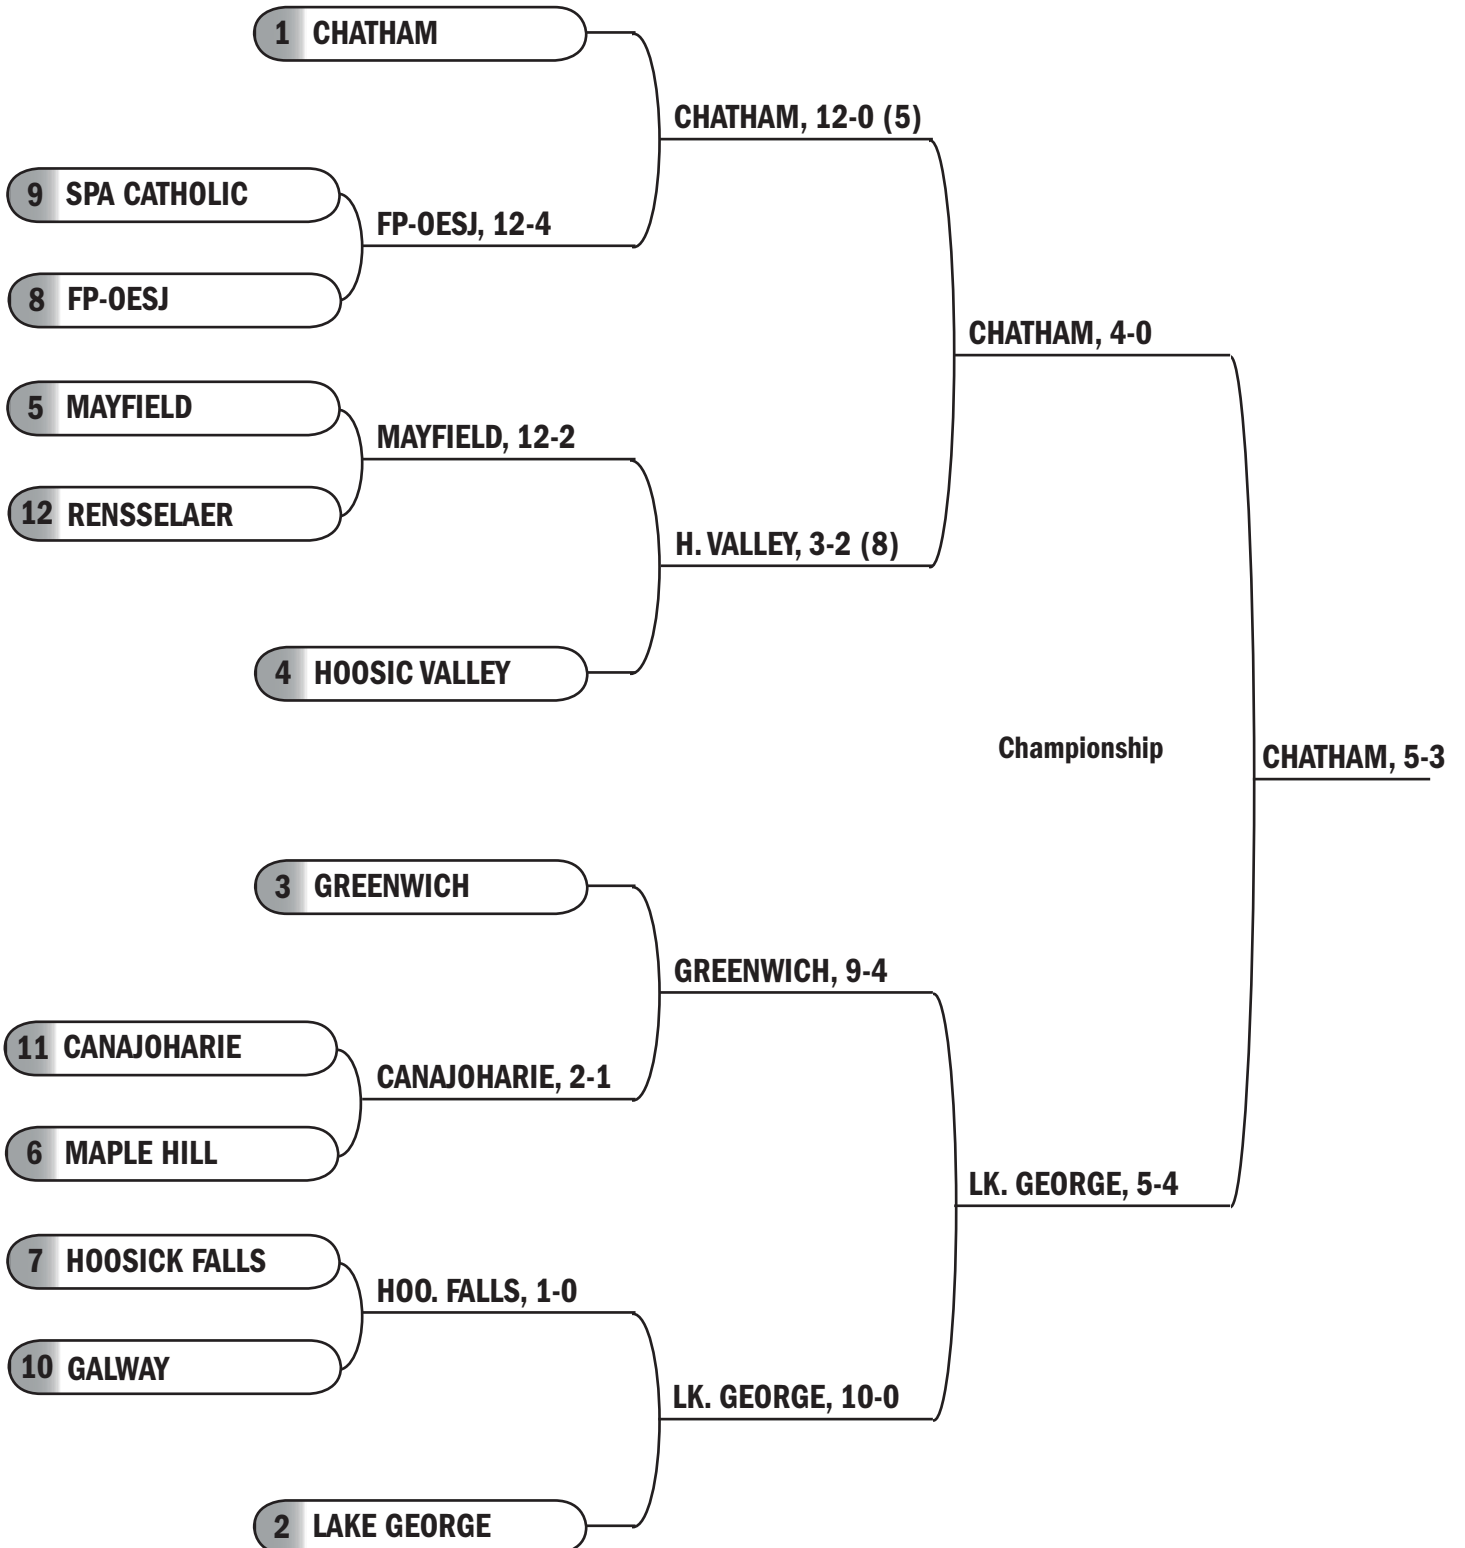 1 CHATHAM
CHATHAM, 12-0 (5)
9 SPA CATHOLIC
FP-OESJ, 12-4
8 FP-OESJ
CHATHAM, 4-0
5 MAYFIELD
MAYFIELD, 12-2
12 RENSSELAER
H. VALLEY, 3-2 (8)
4 HOOSIC VALLEY
Championship
CHATHAM, 5-3
3 GREENWICH
GREENWICH, 9-4
11 CANAJOHARIE
CANAJOHARIE, 2-1
6 MAPLE HILL
LK. GEORGE, 5-4
7 HOOSICK FALLS
HOO. FALLS, 1-0
10 GALWAY
LK. GEORGE, 10-0
2 LAKE GEORGE